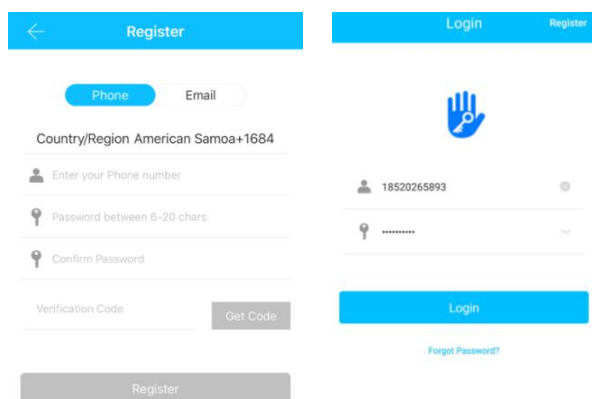 Register
Phone Email
Country/Region American Samoa+1684
Enter your Phone number
Password between 6-20 chars
Confirm Password
Verification Code
Get Code
Register
Login Register
18520265893
••••••••••
Login
Forgot Password?